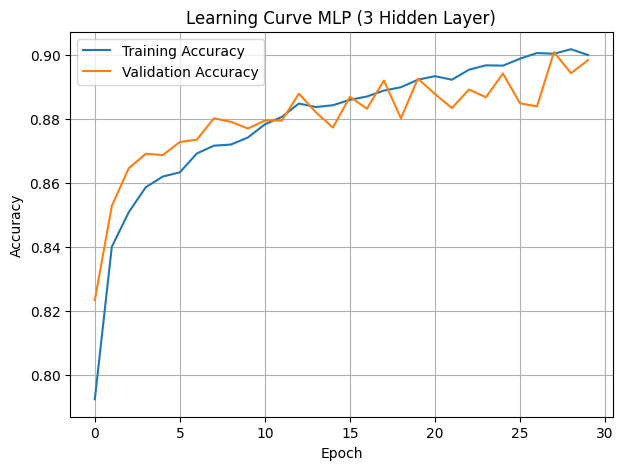 Learning Curve MLP (3 Hidden Layer)
Training Accuracy
Validation Accuracy
Accuracy
0.90
0.88
0.86
0.84
0.82
0.80
0 5 10 15 20 25 30
Epoch